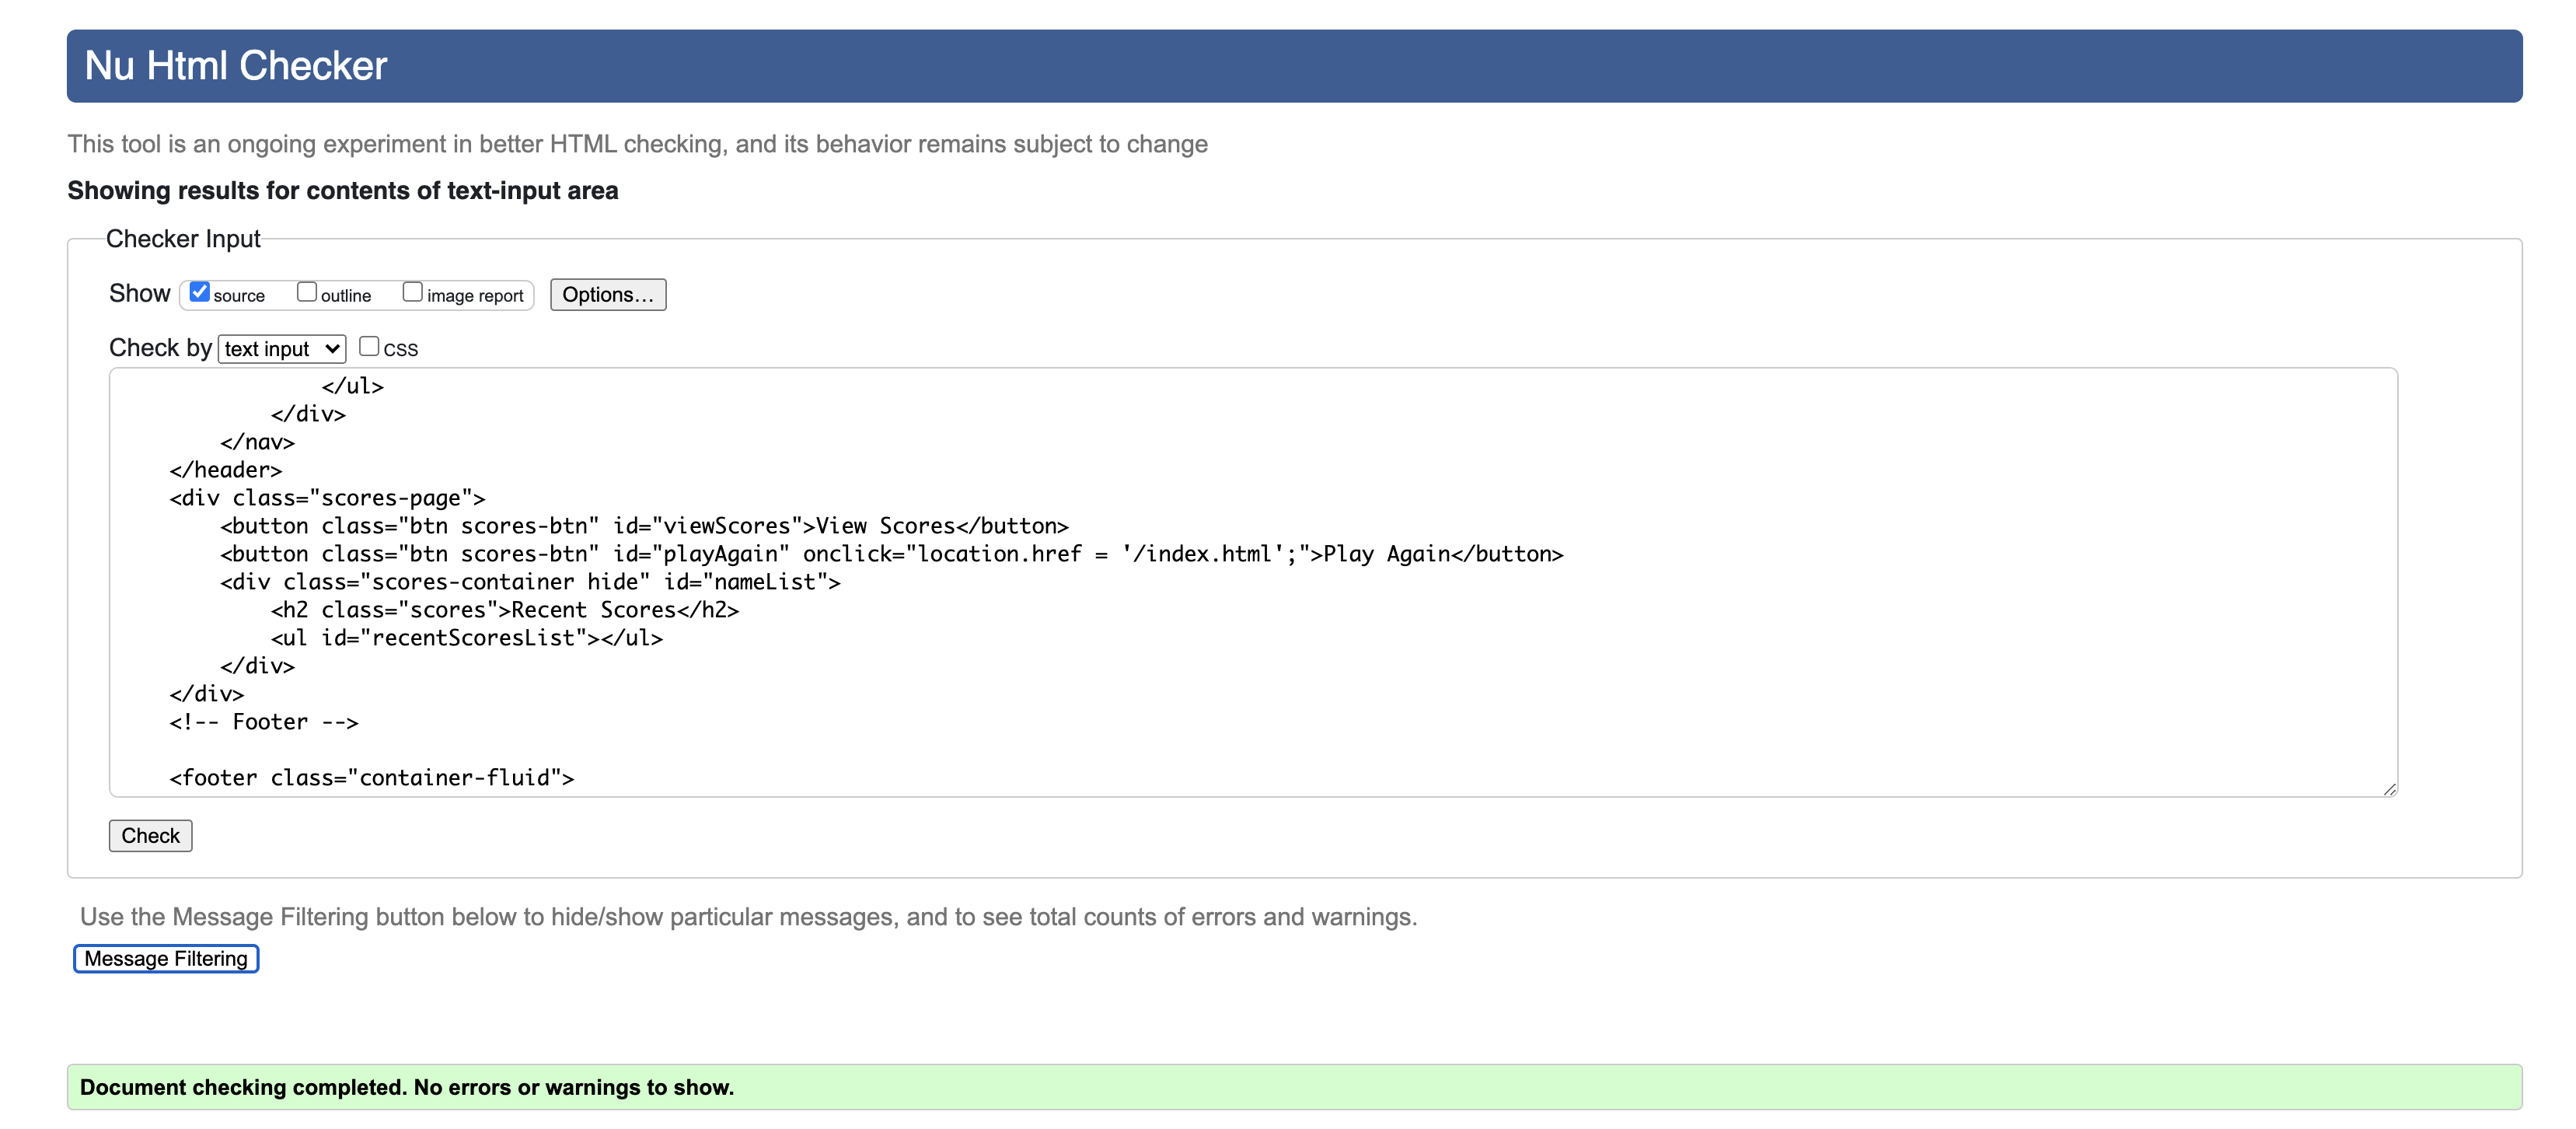 Nu Html Checker
This tool is an ongoing experiment in better HTML checking, and its behavior remains subject to change
Showing results for contents of text-input area
Checker Input
Show source outline image report Options...
Check by text input CSS
</ul>
</div>
</nav>
</header>
<div class="scores-page">
<button class="btn scores-btn" id="viewScores">View Scores</button>
<button class="btn scores-btn" id="playAgain" onclick="location.href = '/index.html';">Play Again</button>
<div class="scores-container hide" id="nameList">
<h2 class="scores">Recent Scores</h2>
<ul id="recentScoresList"></ul>
</div>
</div>
<!-- Footer -->
<footer class="container-fluid">
Check
Use the Message Filtering button below to hide/show particular messages, and to see total counts of errors and warnings.
Message Filtering
Document checking completed. No errors or warnings to show.